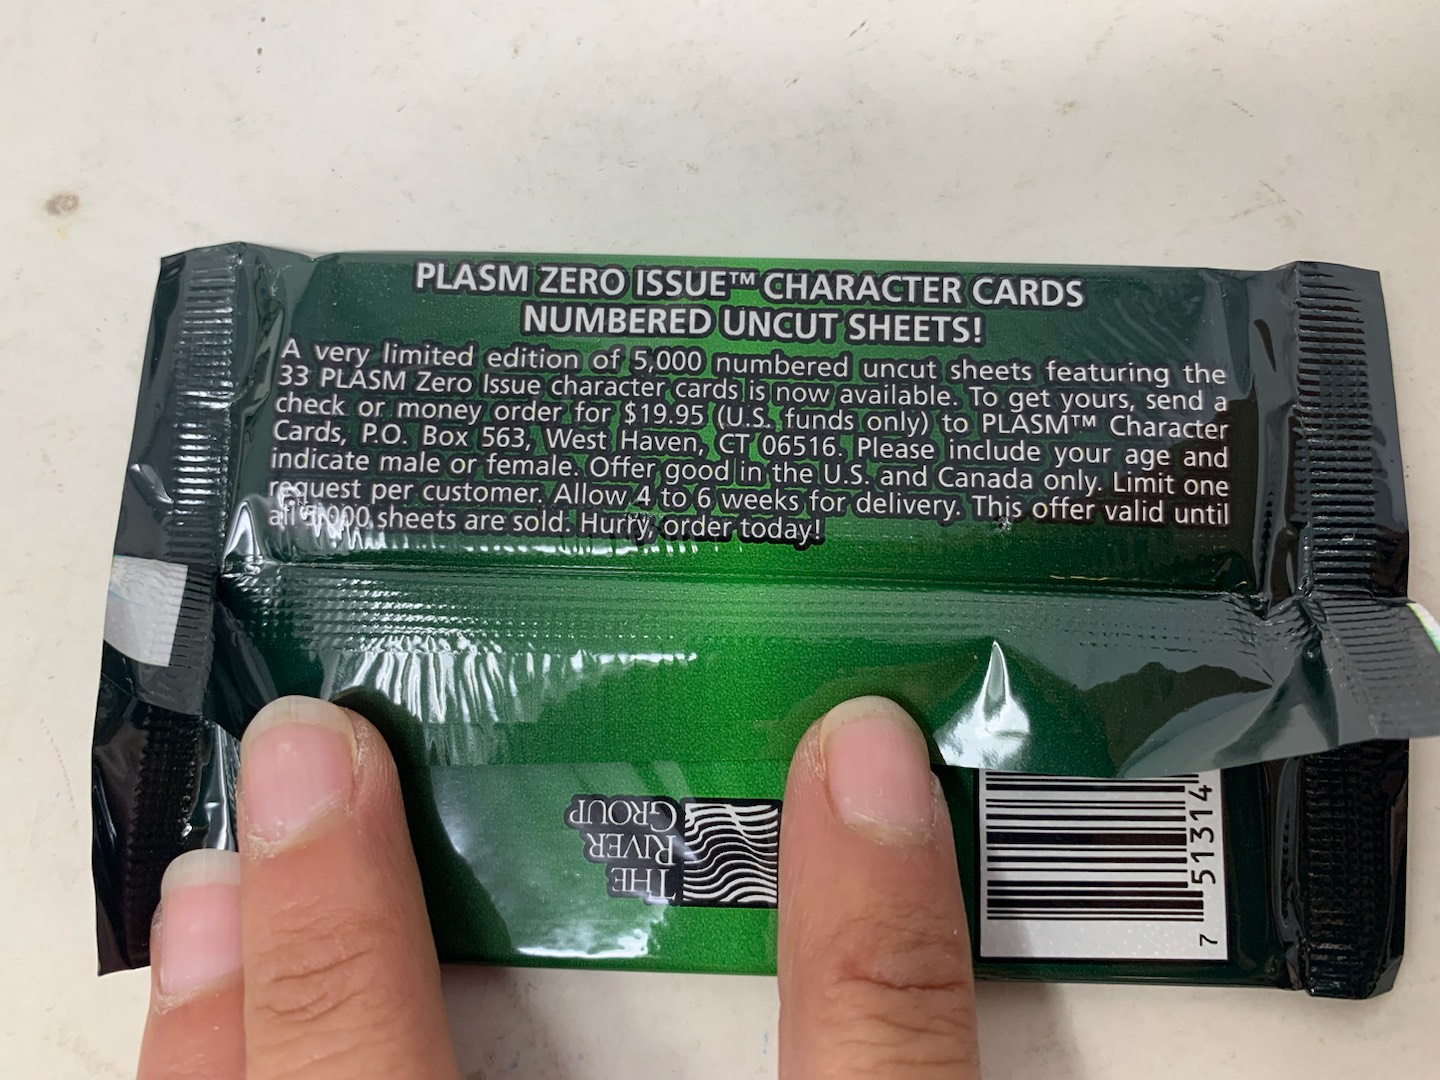 PLASM ZERO ISSUE™ CHARACTER CARDS
NUMBERED UNCUT SHEETS!
A very limited edition of 5,000 numbered uncut sheets featuring the
33 PLASM Zero Issue character cards is now available. To get yours, send a
check or money order for $19.95 (U.S. funds only) to PLASM™ Character
Cards, P.O. Box 563, West Haven, CT 06516. Please include your age and
indicate male or female. Offer good in the U.S. and Canada only. Limit one
request per customer. Allow 4 to 6 weeks for delivery. This offer valid until
all 5,000 sheets are sold. Hurry, order today!
THE
RIVER
GROUP
7 51314